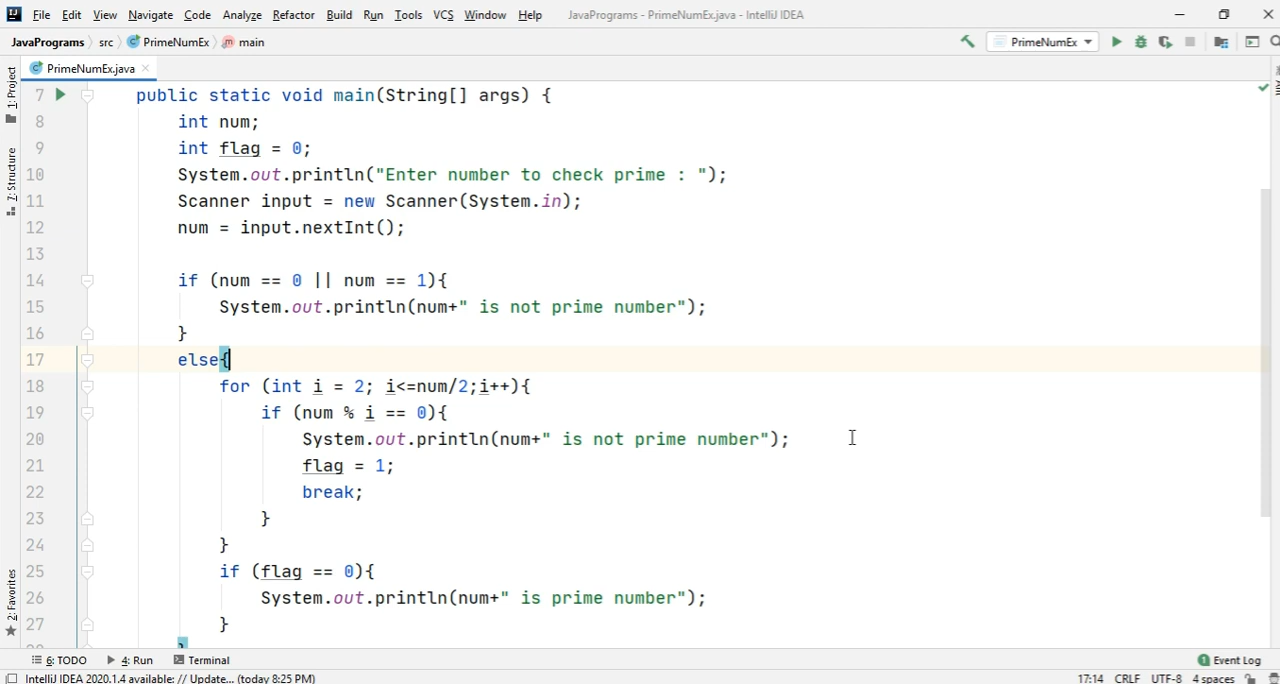 File Edit View Navigate Code Analyze Refactor Build Run Tools VCS Window Help JavaPrograms - PrimeNumEx.java - IntelliJ IDEA
JavaPrograms src PrimeNumEx main PrimeNumEx
PrimeNumEx.java
1: Project
7: Structure
2: Favorites
7 public static void main(String[] args) {
8 int num;
9 int flag = 0;
10 System.out.println("Enter number to check prime : ");
11 Scanner input = new Scanner(System.in);
12 num = input.nextInt();
13
14 if (num == 0 || num == 1){
15 System.out.println(num+" is not prime number");
16 }
17 else{
18 for (int i = 2; i<=num/2;i++){
19 if (num % i == 0){
20 System.out.println(num+" is not prime number");
21 flag = 1;
22 break;
23 }
24 }
25 if (flag == 0){
26 System.out.println(num+" is prime number");
27 }
6: TODO 4: Run Terminal 1 Event Log
IntelliJ IDEA 2020.1.4 available: // Update... (today 8:25 PM) 17:14 CRLF UTF-8 4 spaces